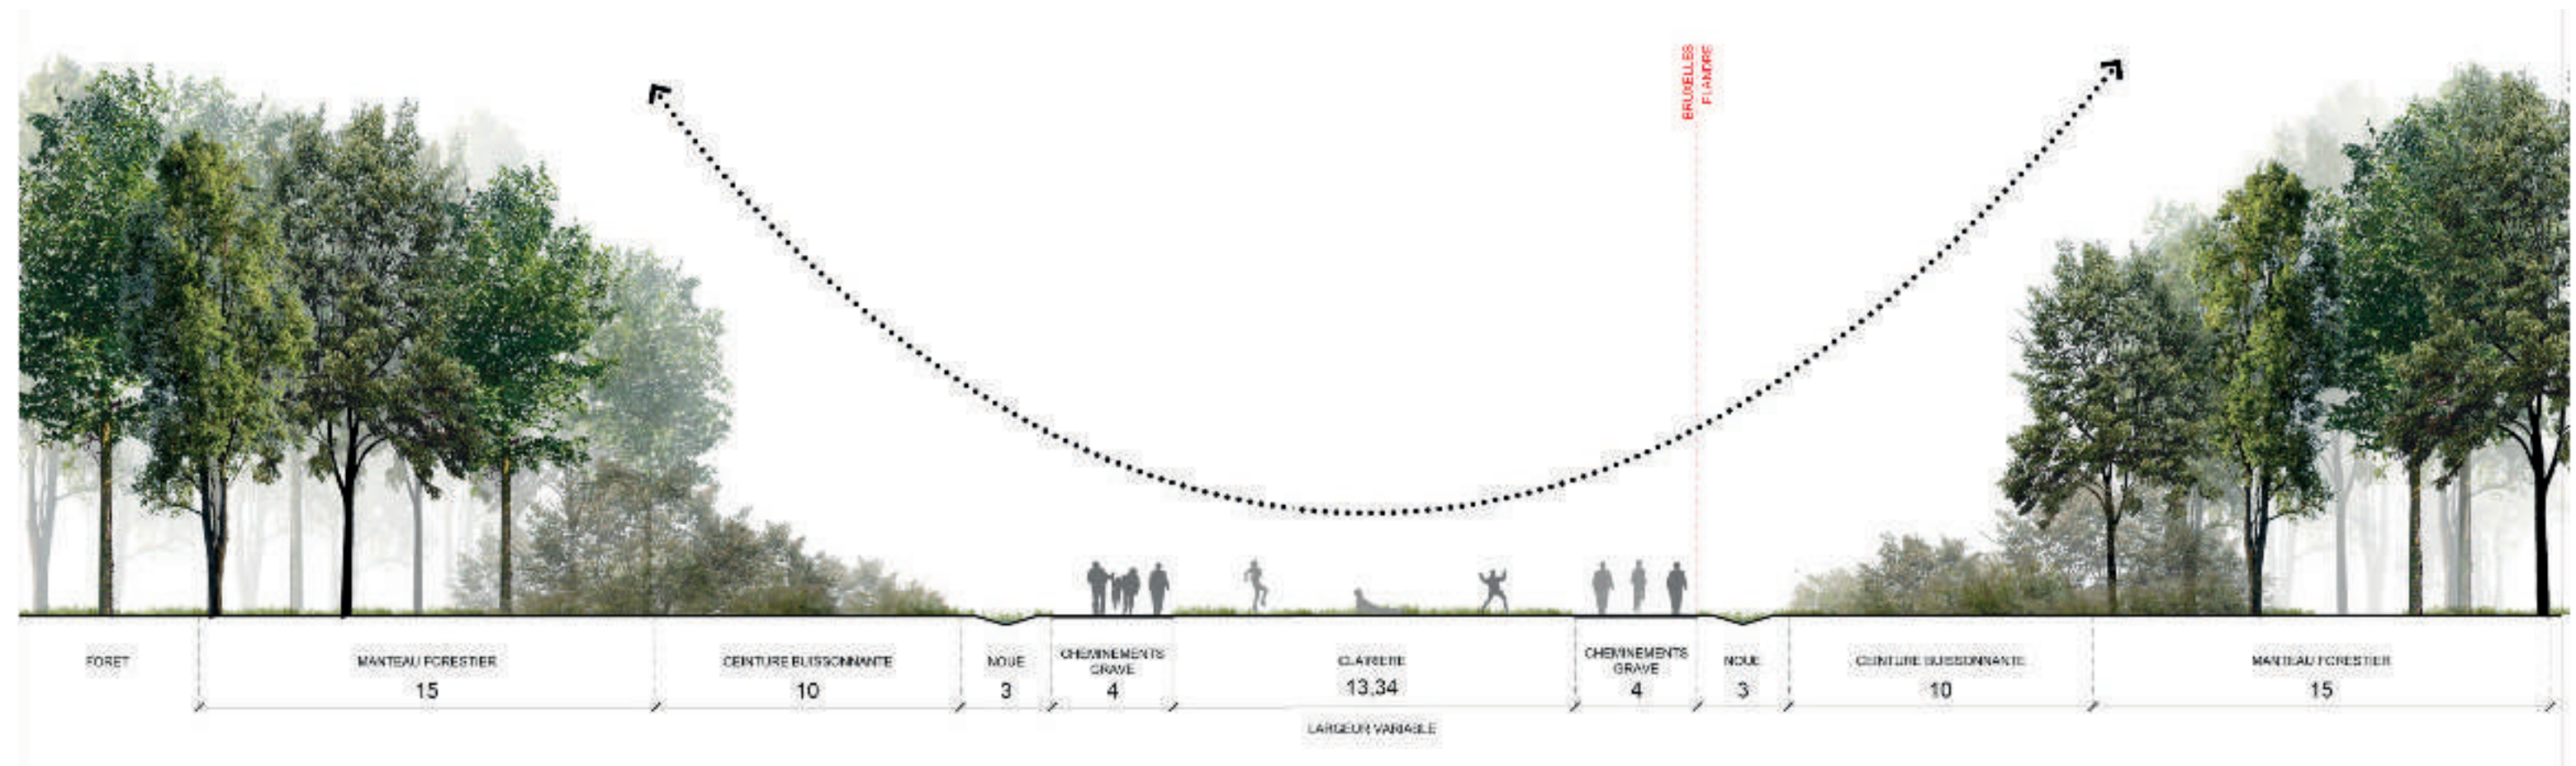 BRUXELLES
FLANDRE
FORET
MANTEAU FORESTIER
15
CEINTURE BUISSONNANTE
10
NOUE
3
CHEMINEMENTS
GRAVE
4
CLAIRIERE
13,34
CHEMINEMENTS
GRAVE
4
NOUE
3
CEINTURE BUISSONNANTE
10
MANTEAU FORESTIER
15
LARGEUR VARIABLE